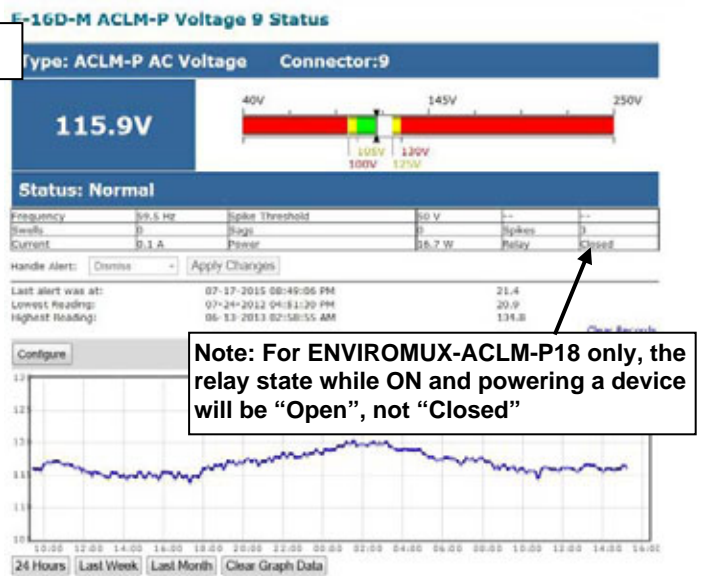 E-16D-M ACLM-P Voltage 9 Status
Type: ACLM-P AC Voltage Connector:9
115.9V
40V 145V 250V
105V 130V
100V 125V
Status: Normal
Frequency 59.5 Hz Spike Threshold 50 V -- --
Swells 0 Sags 0 Spikes 3
Current 0.1 A Power 16.7 W Relay Closed
Handle Alert: Dismiss Apply Changes
Last alert was at: 07-17-2015 08:49:06 PM 21.4
Lowest Reading: 07-24-2012 04:51:30 PM 20.9
Highest Reading: 06-13-2013 02:58:55 AM 134.8
Clear Records
Configure
Note: For ENVIROMUX-ACLM-P18 only, the
relay state while ON and powering a device
will be “Open”, not “Closed”
10:00 12:00 14:00 16:00 18:00 20:00 22:00 00:00 02:00 04:00 06:00 08:00 10:00 12:00 14:00 16:00
24 Hours Last Week Last Month Clear Graph Data